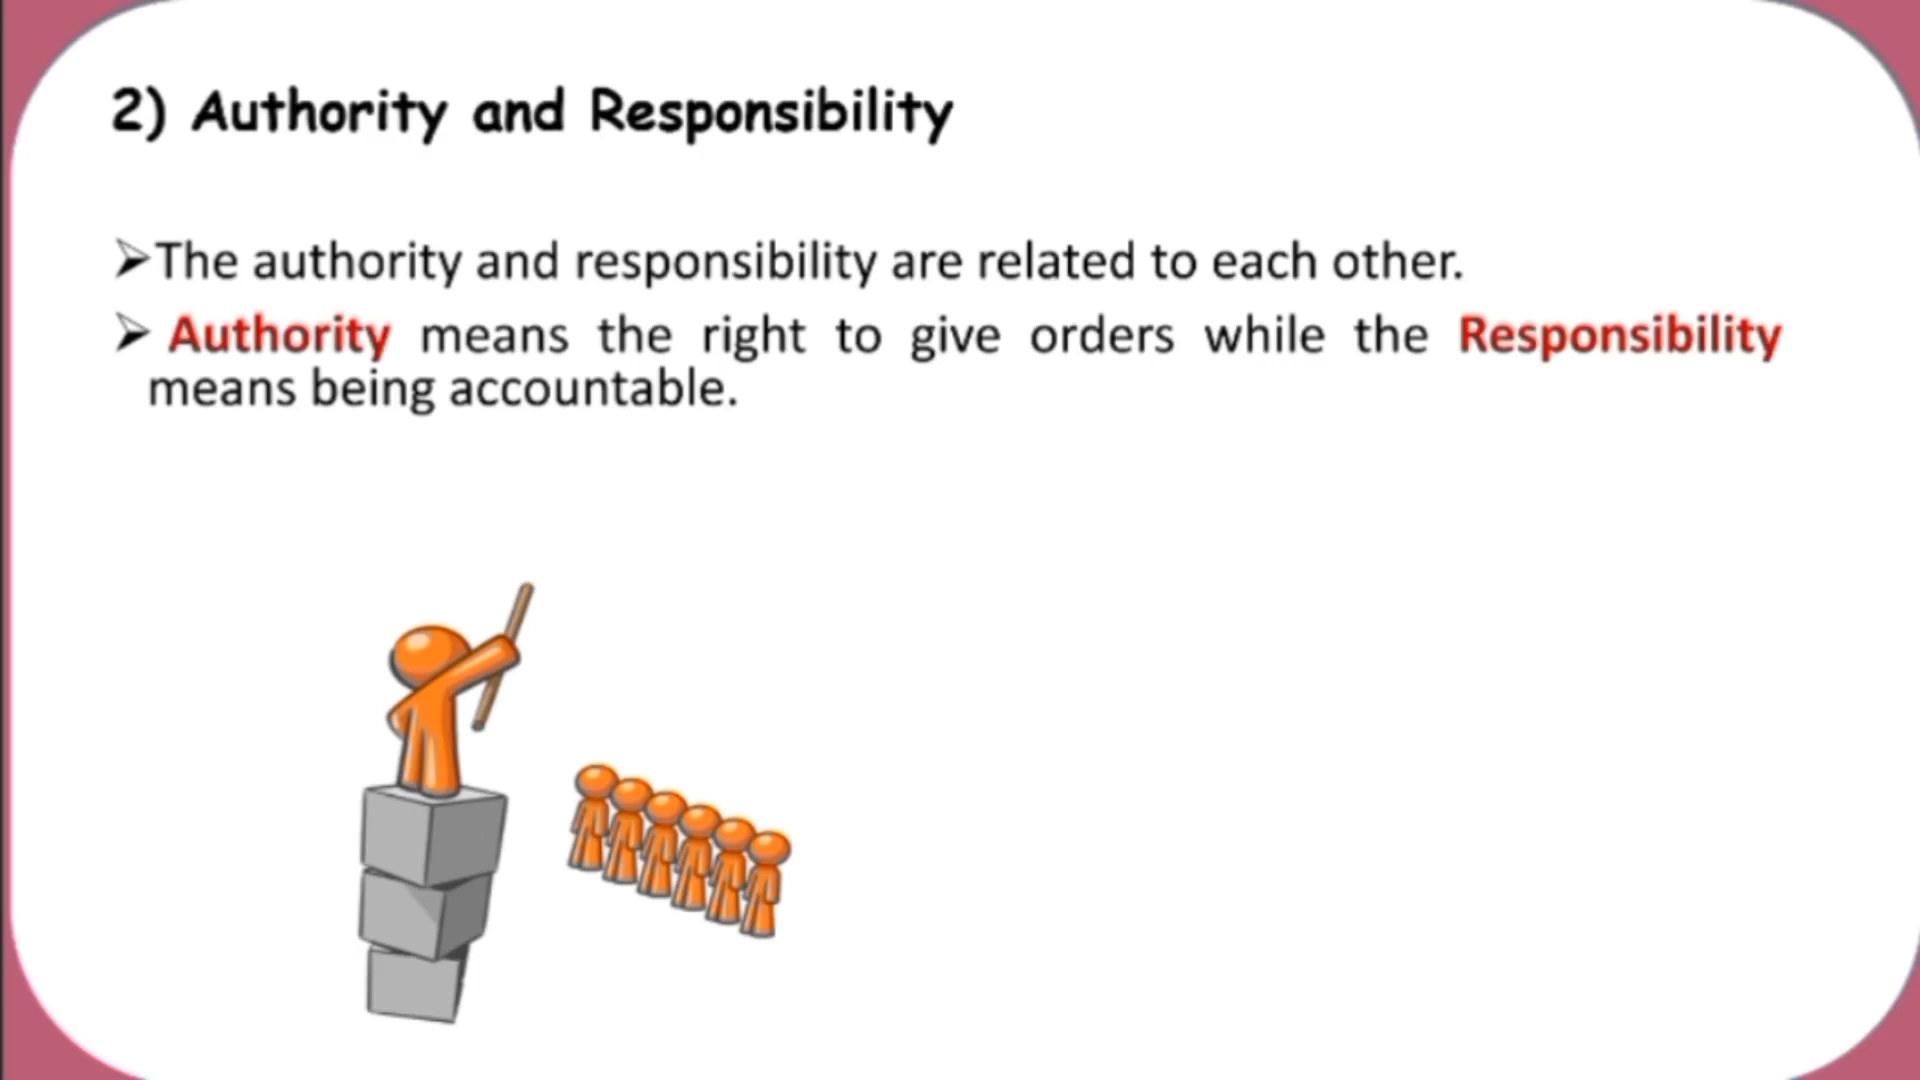 2) Authority and Responsibility
➢The authority and responsibility are related to each other.
➢ Authority means the right to give orders while the Responsibility
means being accountable.